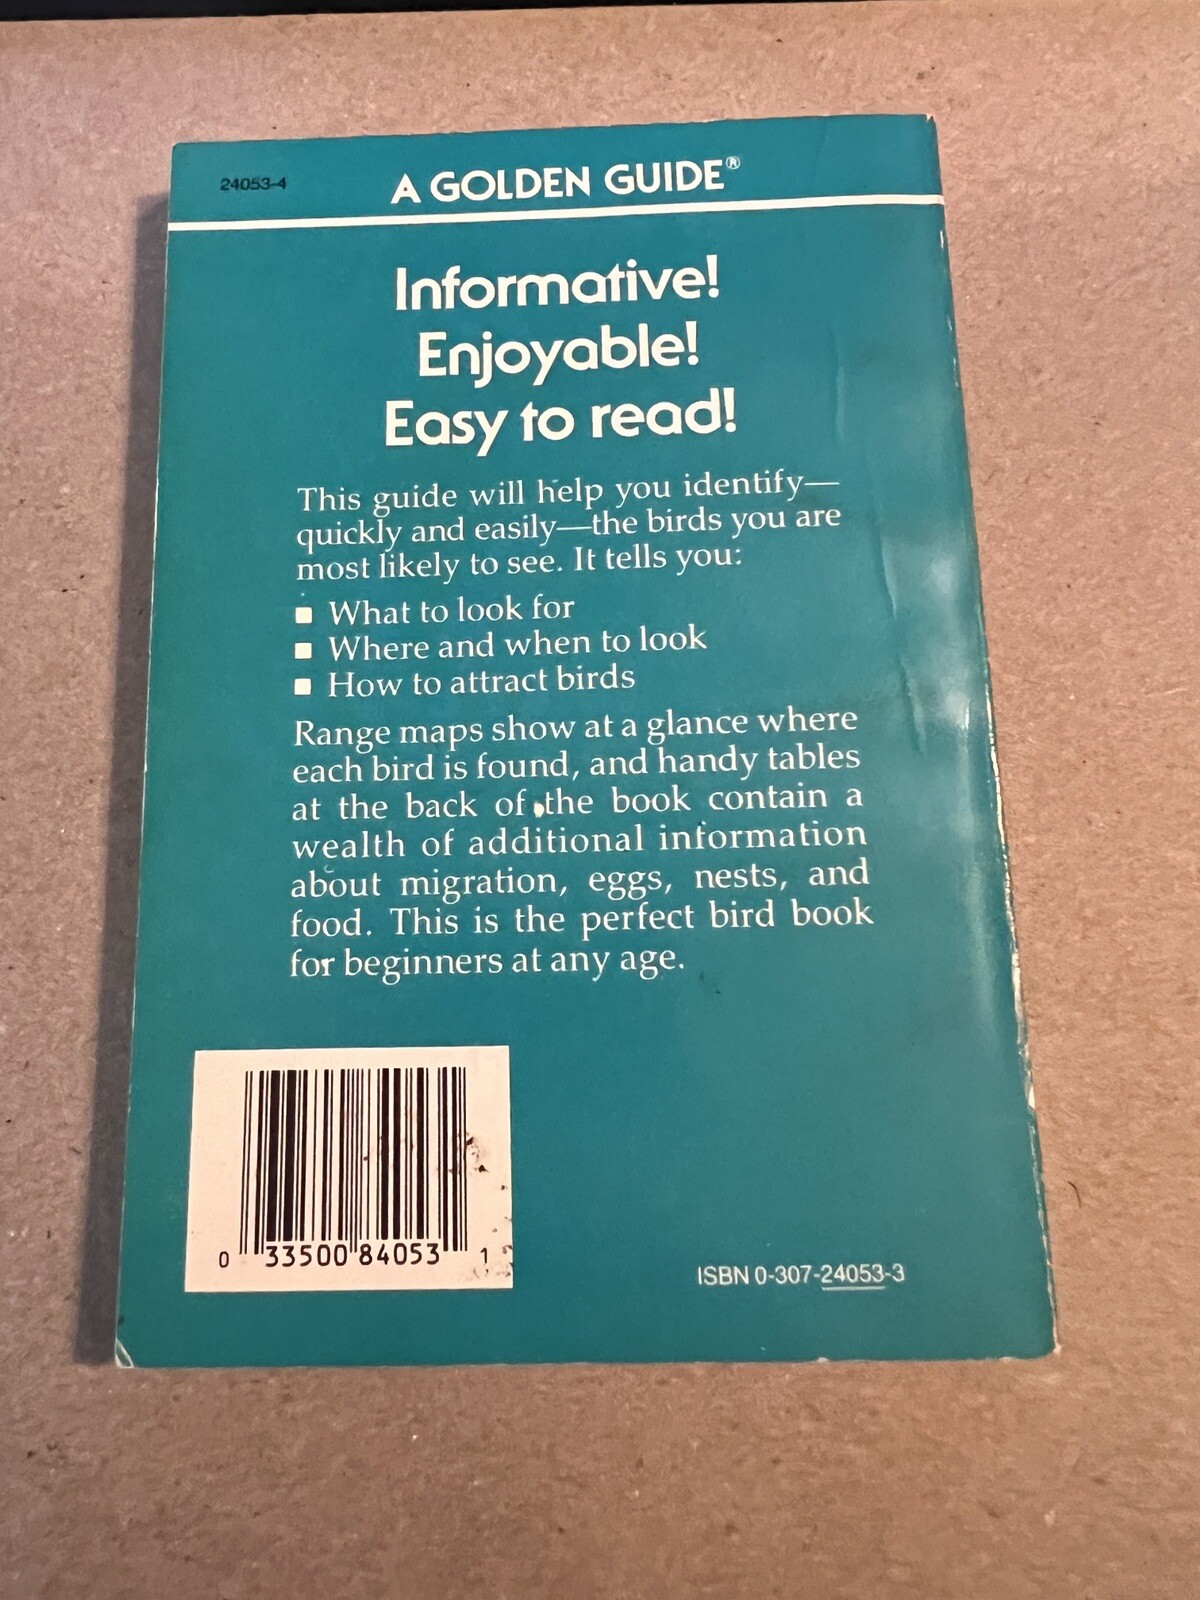 24053-4
A GOLDEN GUIDE®
Informative!
Enjoyable!
Easy to read!
This guide will help you identify—
quickly and easily—the birds you are
most likely to see. It tells you:
■ What to look for
■ Where and when to look
■ How to attract birds
Range maps show at a glance where
each bird is found, and handy tables
at the back of the book contain a
wealth of additional information
about migration, eggs, nests, and
food. This is the perfect bird book
for beginners at any age.
0 33500 84053 1
ISBN 0-307-24053-3